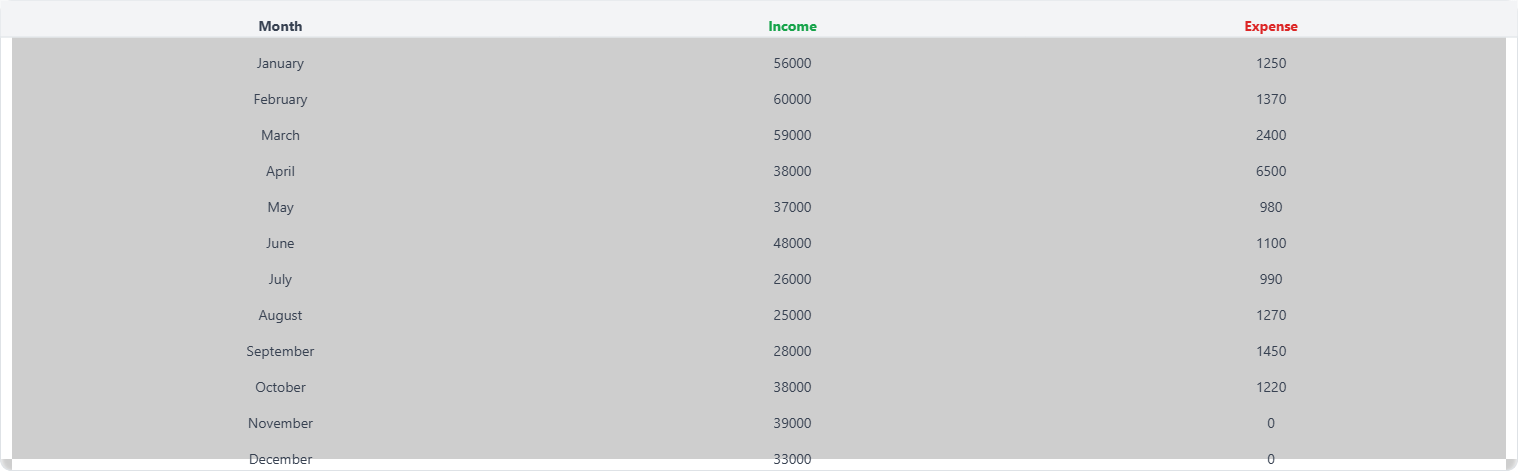 Month Income Expense
January 56000 1250
February 60000 1370
March 59000 2400
April 38000 6500
May 37000 980
June 48000 1100
July 26000 990
August 25000 1270
September 28000 1450
October 38000 1220
November 39000 0
December 33000 0